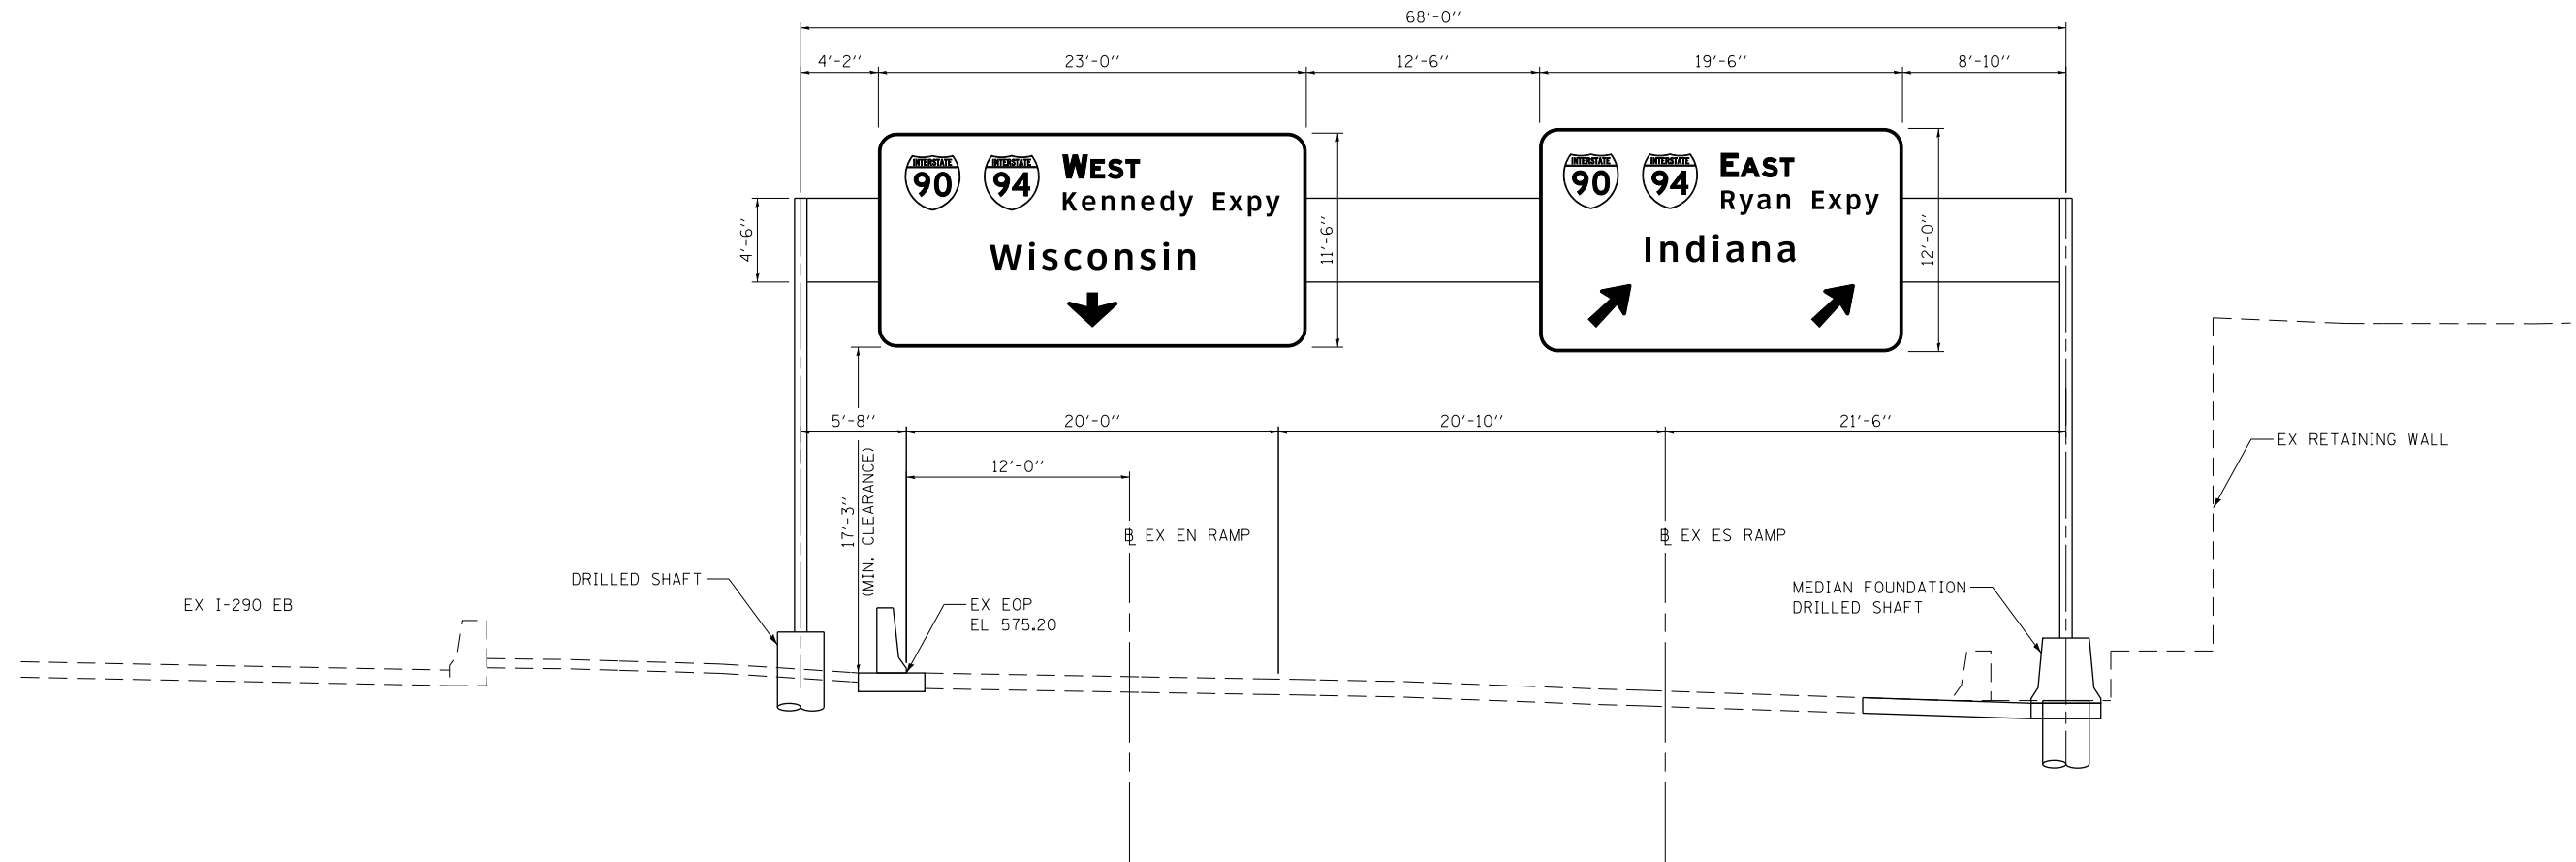 68'-0"
4'-2"
23'-0"
12'-6"
19'-6"
8'-10"
INTERSTATE
90
INTERSTATE
94
WEST
Kennedy Expy
Wisconsin
INTERSTATE
90
INTERSTATE
94
EAST
Ryan Expy
Indiana
4'-6"
11'-6"
12'-0"
5'-8"
20'-0"
20'-10"
21'-6"
12'-0"
17'-3"
(MIN. CLEARANCE)
EX RETAINING WALL
B EX EN RAMP
B EX ES RAMP
DRILLED SHAFT
EX I-290 EB
EX EOP
EL 575.20
MEDIAN FOUNDATION
DRILLED SHAFT